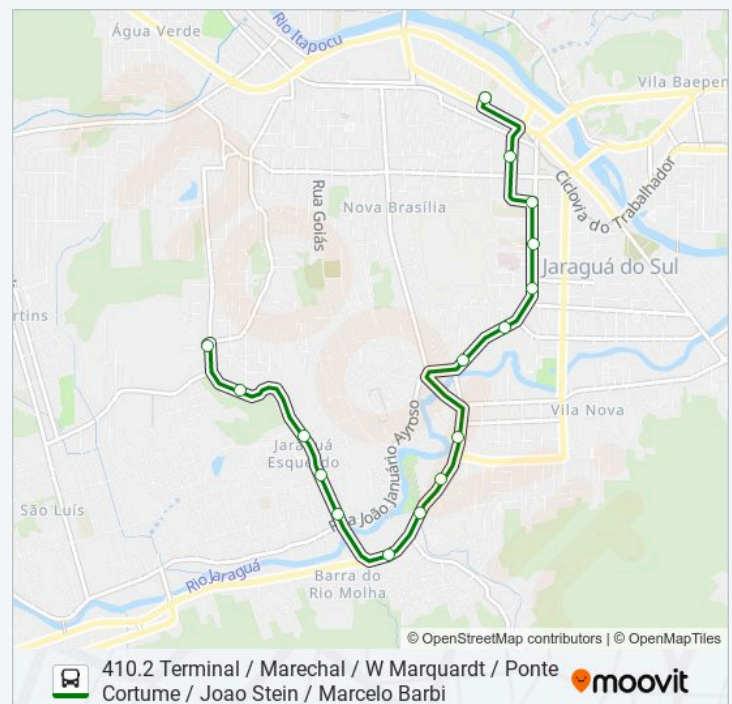 Água Verde
Rio Itapocu
Vila Baepen
Ciclovia do Trabalhador
Rua Goiás
Nova Brasília
Jaraguá do Sul
rtins
Vila Nova
Rua João Januário Ayroso
Jaraguá
Esquerdo
São Luís
Rio Jaraguá
Barra do
Rio Molha
© OpenStreetMap contributors | © OpenMapTiles
410.2 Terminal / Marechal / W Marquardt / Ponte
Cortume / Joao Stein / Marcelo Barbi
moovit